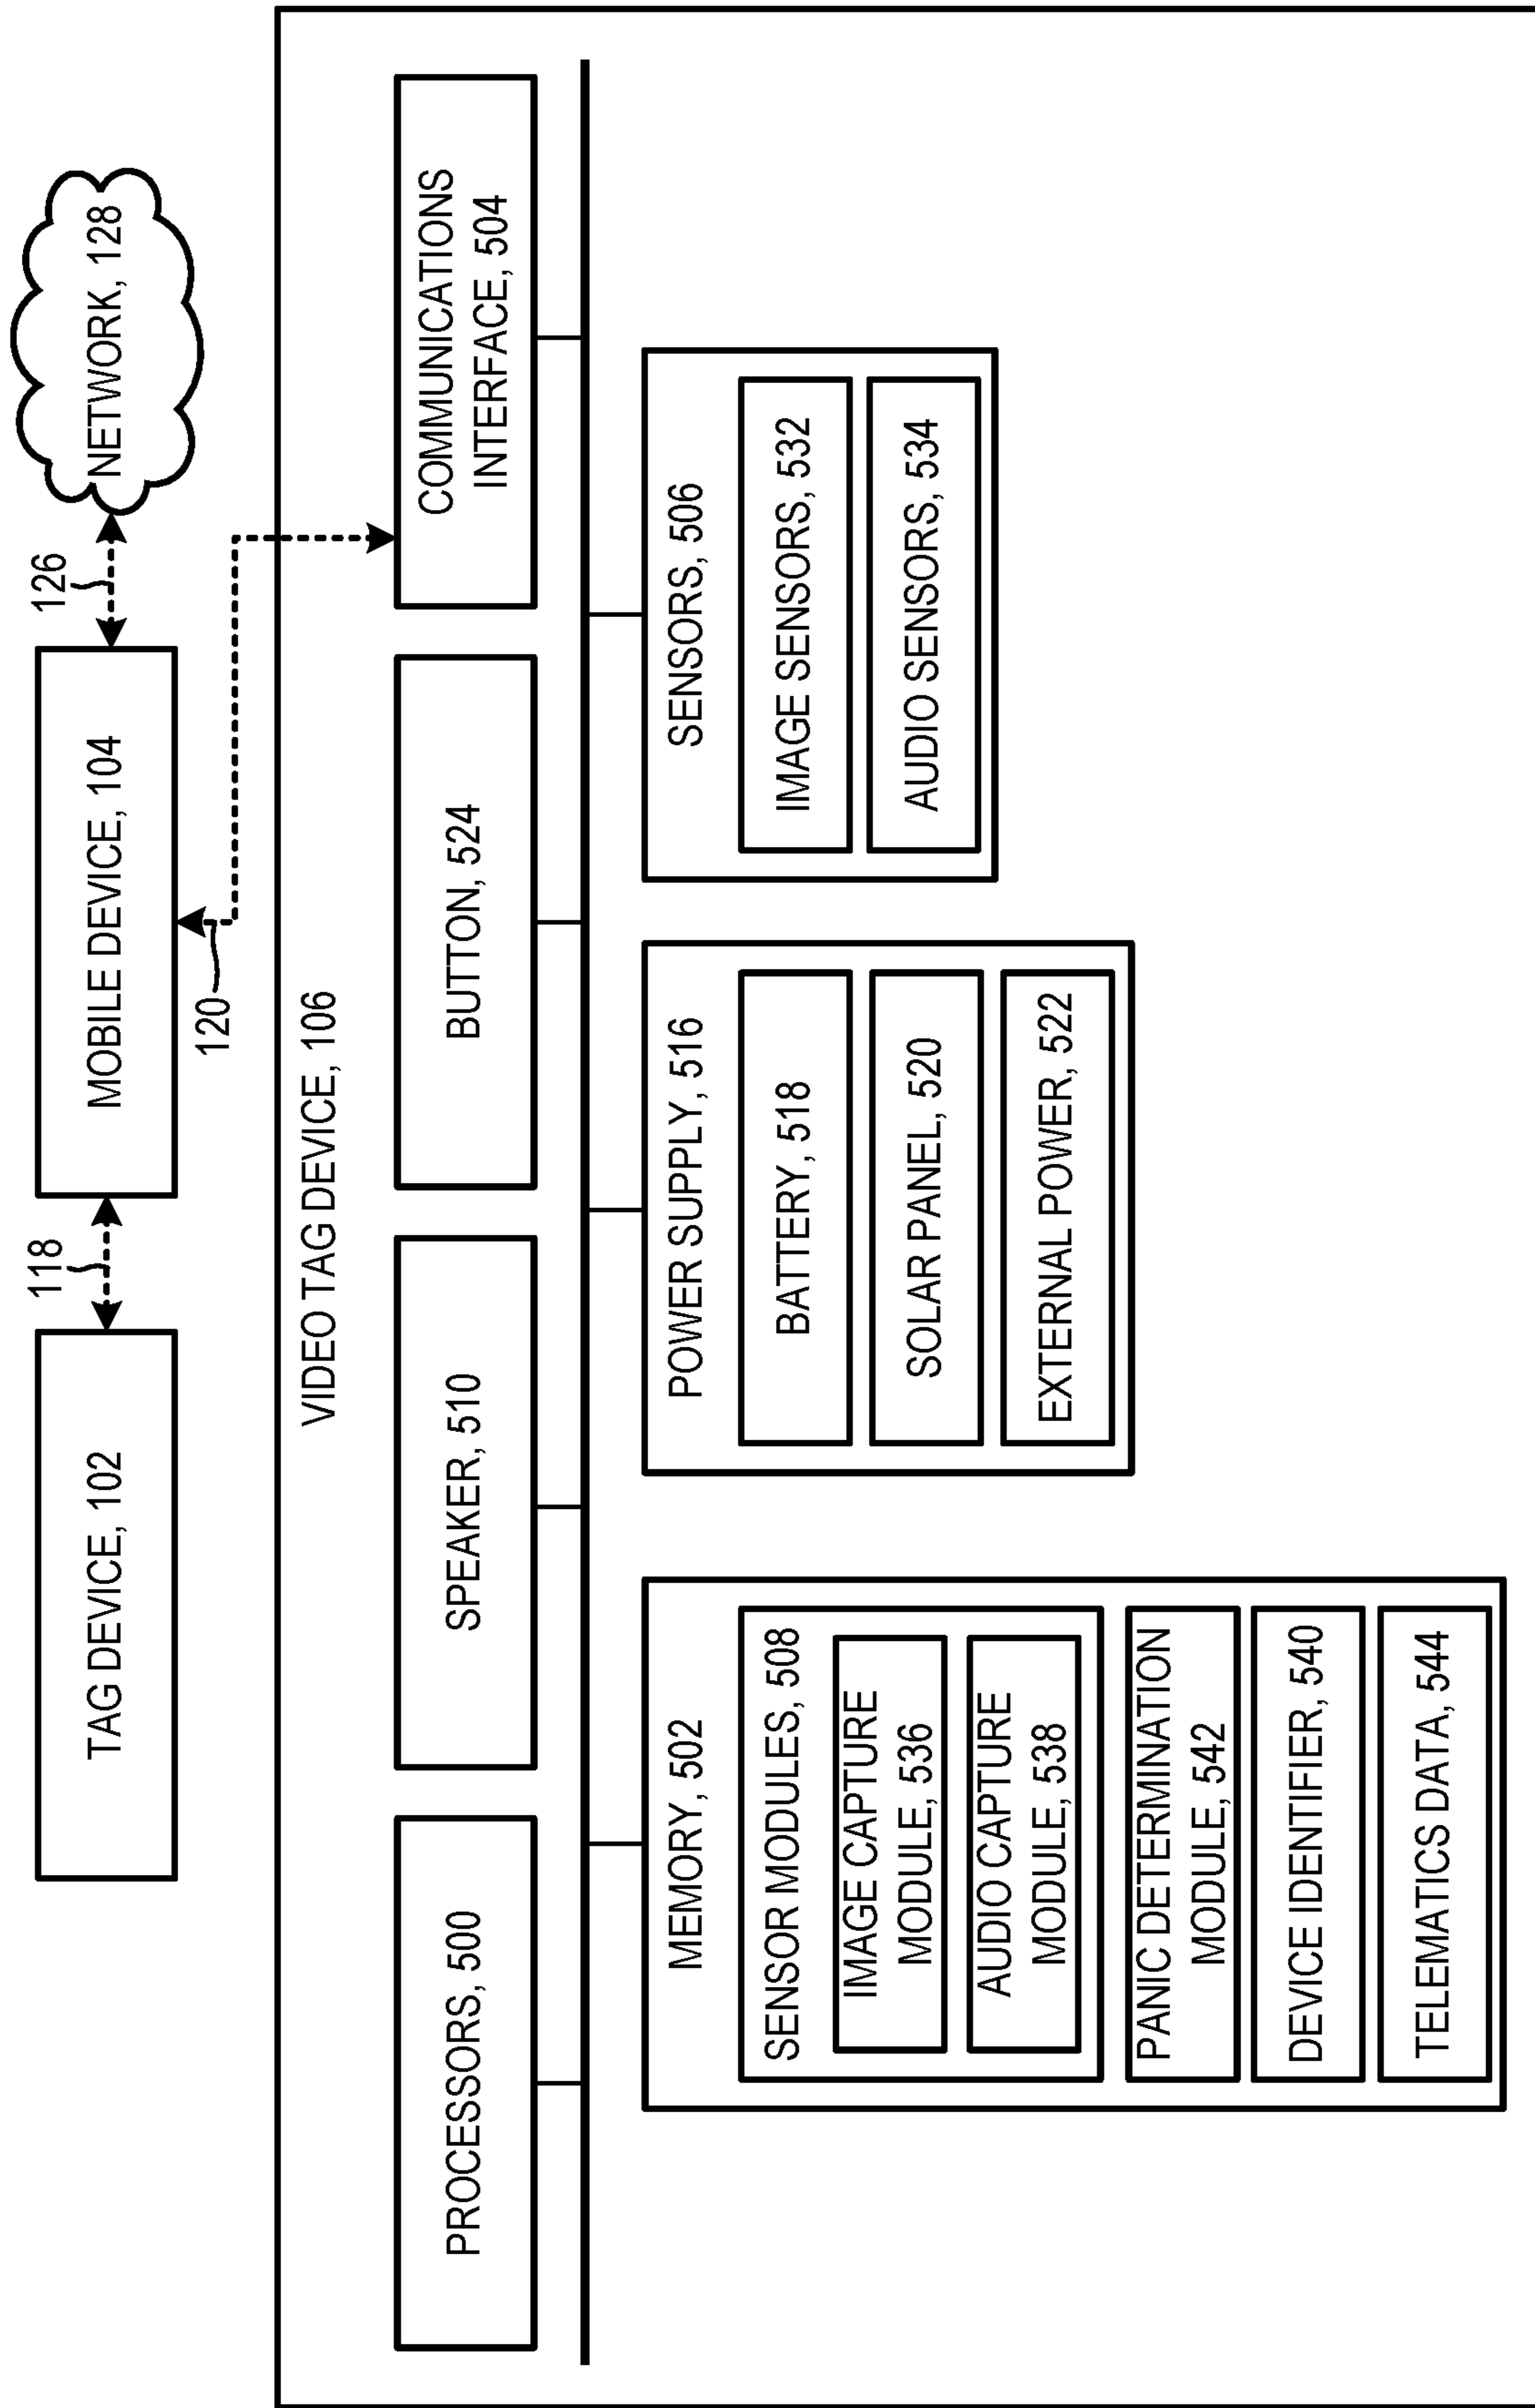 TAG DEVICE, 102
118
MOBILE DEVICE, 104
126
NETWORK, 128
120
VIDEO TAG DEVICE, 106
PROCESSORS, 500
SPEAKER, 510
BUTTON, 524
COMMUNICATIONS
INTERFACE, 504
MEMORY, 502
SENSOR MODULES, 508
IMAGE CAPTURE
MODULE, 536
AUDIO CAPTURE
MODULE, 538
PANIC DETERMINATION
MODULE, 542
DEVICE IDENTIFIER, 540
TELEMATICS DATA, 544
POWER SUPPLY, 516
BATTERY, 518
SOLAR PANEL, 520
EXTERNAL POWER, 522
SENSORS, 506
IMAGE SENSORS, 532
AUDIO SENSORS, 534